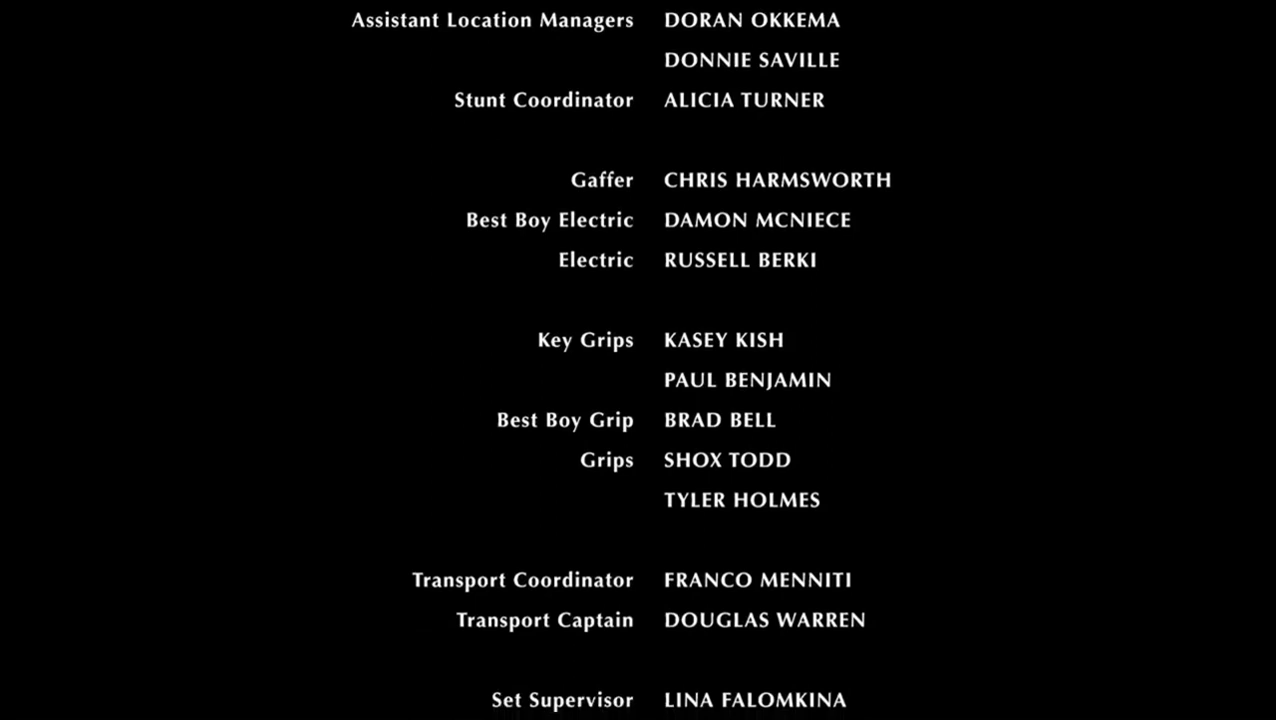 Assistant Location Managers DORAN OKKEMA
DONNIE SAVILLE
Stunt Coordinator ALICIA TURNER
Gaffer CHRIS HARMSWORTH
Best Boy Electric DAMON MCNIECE
Electric RUSSELL BERKI
Key Grips KASEY KISH
PAUL BENJAMIN
Best Boy Grip BRAD BELL
Grips SHOX TODD
TYLER HOLMES
Transport Coordinator FRANCO MENNITI
Transport Captain DOUGLAS WARREN
Set Supervisor LINA FALOMKINA